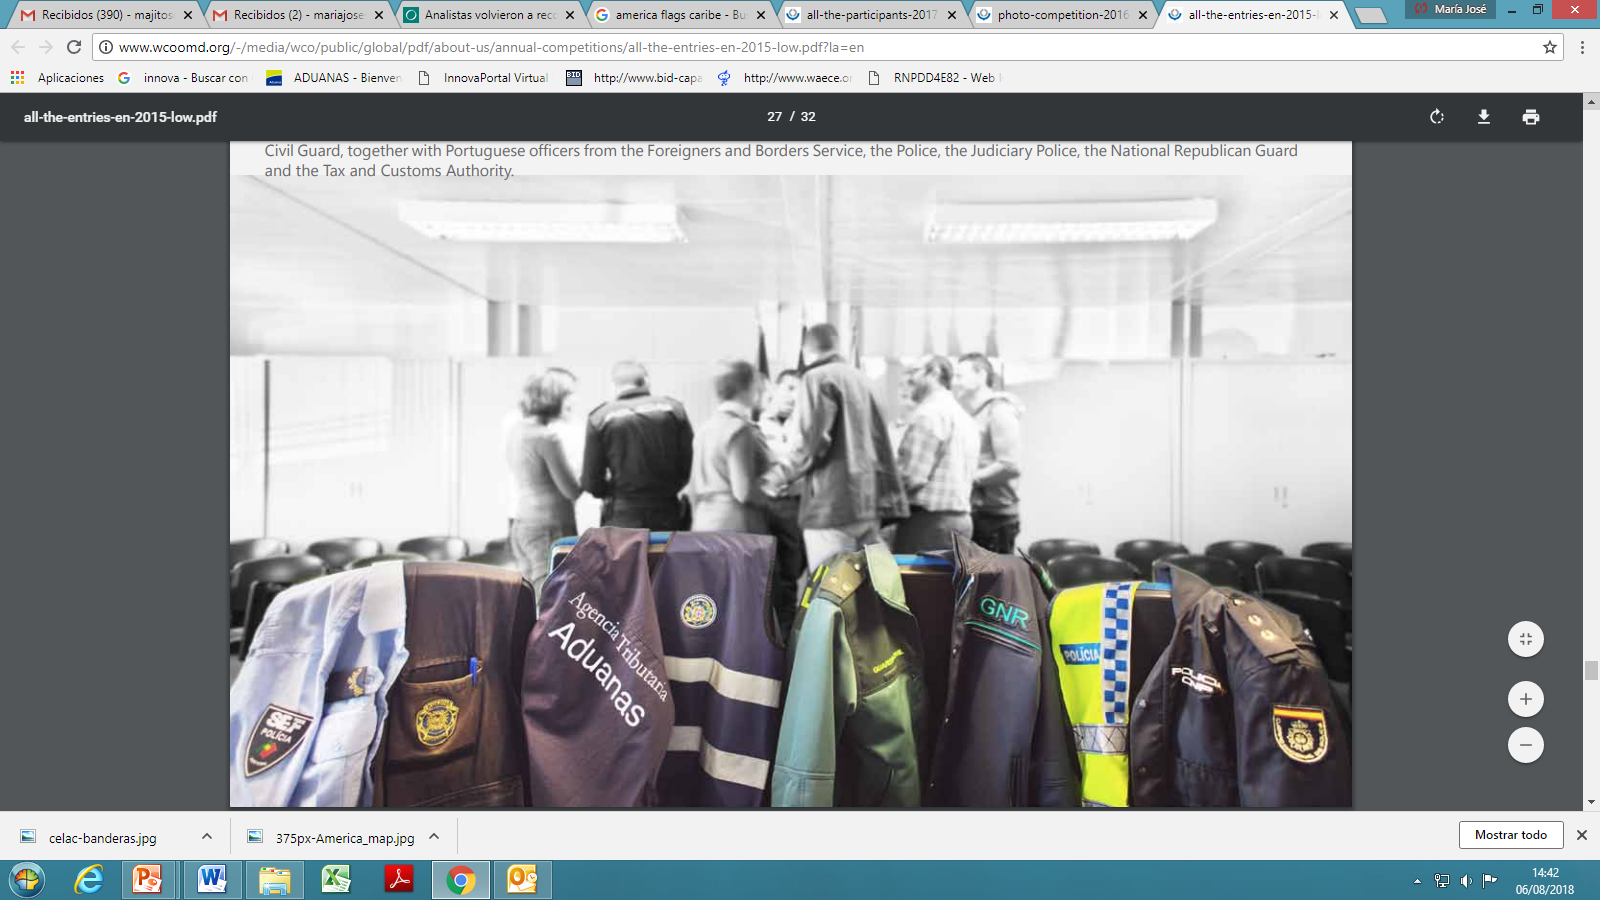 Recibidos (390) - majitos
Recibidos (2) - mariajose
Analistas volvieron a reco
america flags caribe - Bu
all-the-participants-2017
photo-competition-2016
all-the-entries-en-2015-l
María José
www.wcoomd.org/-/media/wco/public/global/pdf/about-us/annual-competitions/all-the-entries-en-2015-low.pdf?la=en
Aplicaciones
innova - Buscar con
ADUANAS - Bienven
InnovaPortal Virtual
BID
http://www.bid-capa
http://www.waece.or
RNPDD4E82 - Web
all-the-entries-en-2015-low.pdf
27 / 32
Civil Guard, together with Portuguese officers from the Foreigners and Borders Service, the Police, the Judiciary Police, the National Republican Guard
and the Tax and Customs Authority.
SEF
POLÍCIA
Agencia Tributaria
Aduanas
GNR
POLÍCIA
POLICIA
celac-banderas.jpg
375px-America_map.jpg
Mostrar todo
14:42
06/08/2018